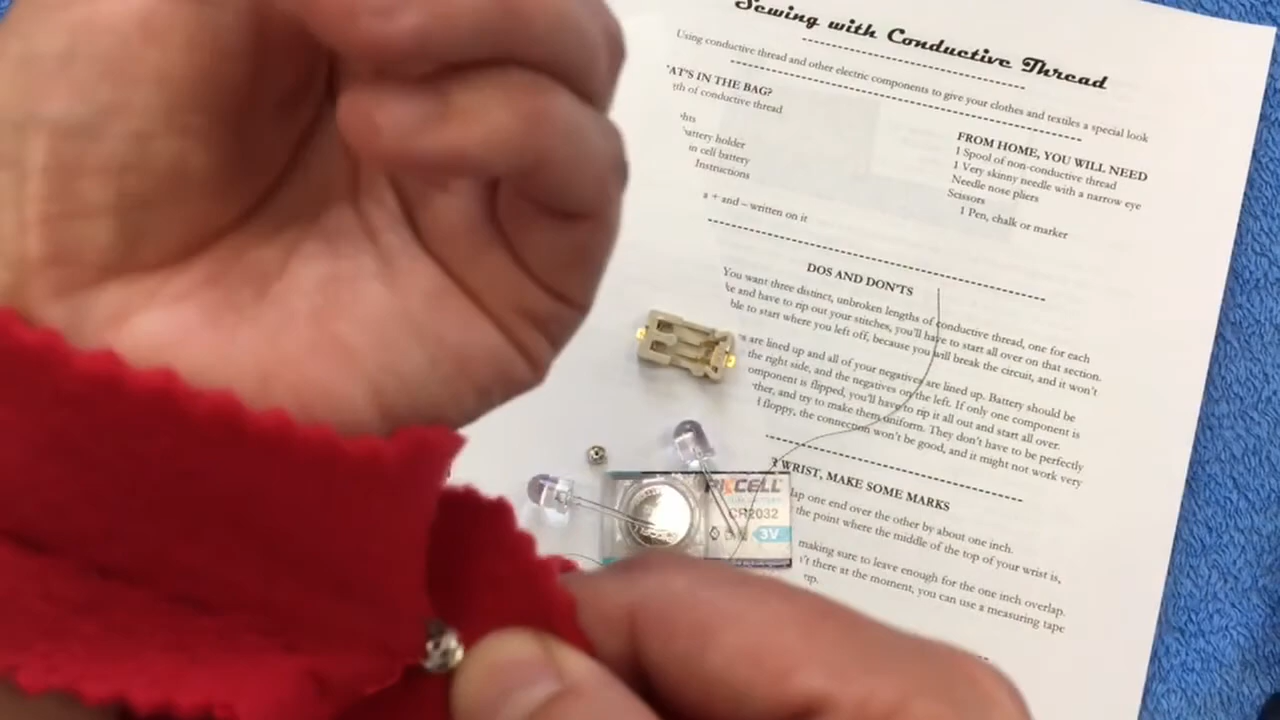 Sewing with Conductive Thread
Using conductive thread and other electric components to give your clothes and textiles a special look
AT'S IN THE BAG?
of conductive thread
battery holder
cell battery
Instructions
a + and – written on it
FROM HOME, YOU WILL NEED
1 Spool of non-conductive thread
1 Very skinny needle with a narrow eye
Needle nose pliers
Scissors
1 Pen, chalk or marker
DOS AND DON'TS
You want three distinct, unbroken lengths of conductive thread, one for each
and have to rip out your stitches, you'll have to start all over on that section.
to start where you left off, because you will break the circuit, and it won't
are lined up and all of your negatives are lined up. Battery should be
the right side, and the negatives on the left. If only one component is
component is flipped, you'll have to rip it all out and start all over.
and try to make them uniform. They don't have to be perfectly
floppy, the connection won't be good, and it might not work very
WRIST, MAKE SOME MARKS
lap one end over the other by about one inch.
the point where the middle of the top of your wrist is,
making sure to leave enough for the one inch overlap.
there at the moment, you can use a measuring tape
PKCELL
CR2032
3V